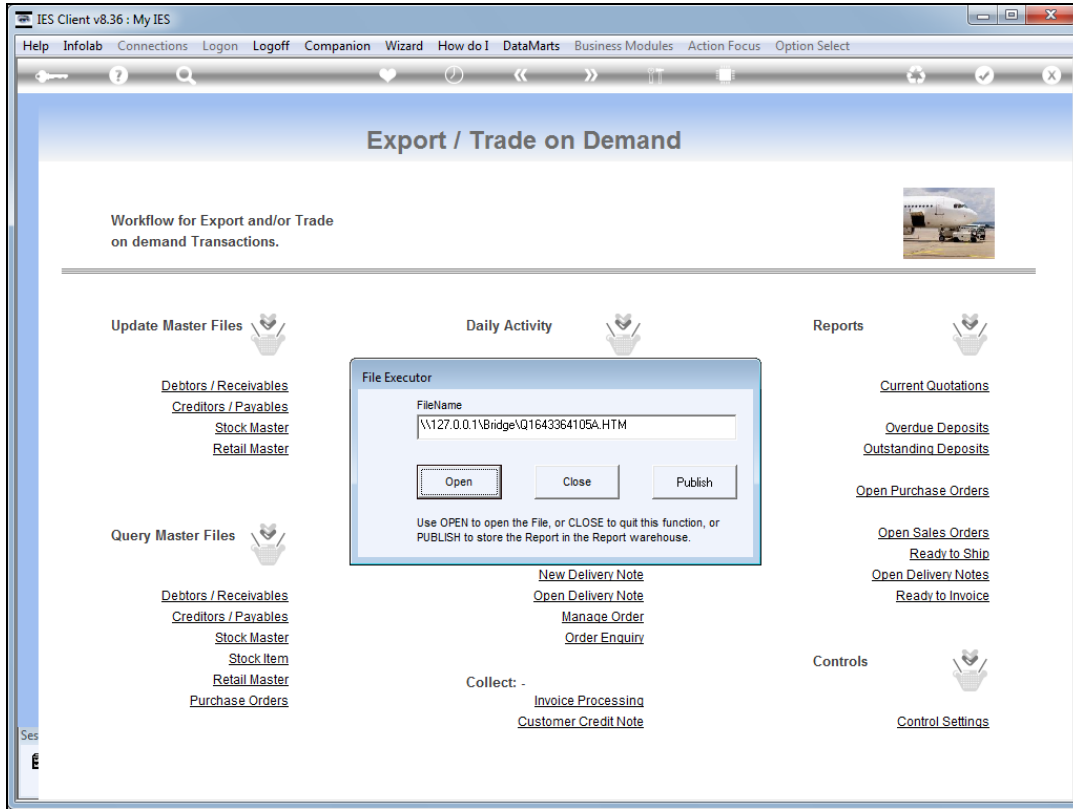 IES Client v8.36 : My IES
Help Infolab Connections Logon Logoff Companion Wizard How do I DataMarts Business Modules Action Focus Option Select
Export / Trade on Demand
Workflow for Export and/or Trade
on demand Transactions.
Update Master Files
Debtors / Receivables
Creditors / Payables
Stock Master
Retail Master
Query Master Files
Debtors / Receivables
Creditors / Payables
Stock Master
Stock Item
Retail Master
Purchase Orders
Daily Activity
File Executor
FileName
\\127.0.0.1\Bridge\Q1643364105A.HTM
Open Close Publish
Use OPEN to open the File, or CLOSE to quit this function, or
PUBLISH to store the Report in the Report warehouse.
New Delivery Note
Open Delivery Note
Manage Order
Order Enquiry
Collect: -
Invoice Processing
Customer Credit Note
Reports
Current Quotations
Overdue Deposits
Outstanding Deposits
Open Purchase Orders
Open Sales Orders
Ready to Ship
Open Delivery Notes
Ready to Invoice
Controls
Control Settings
Ses